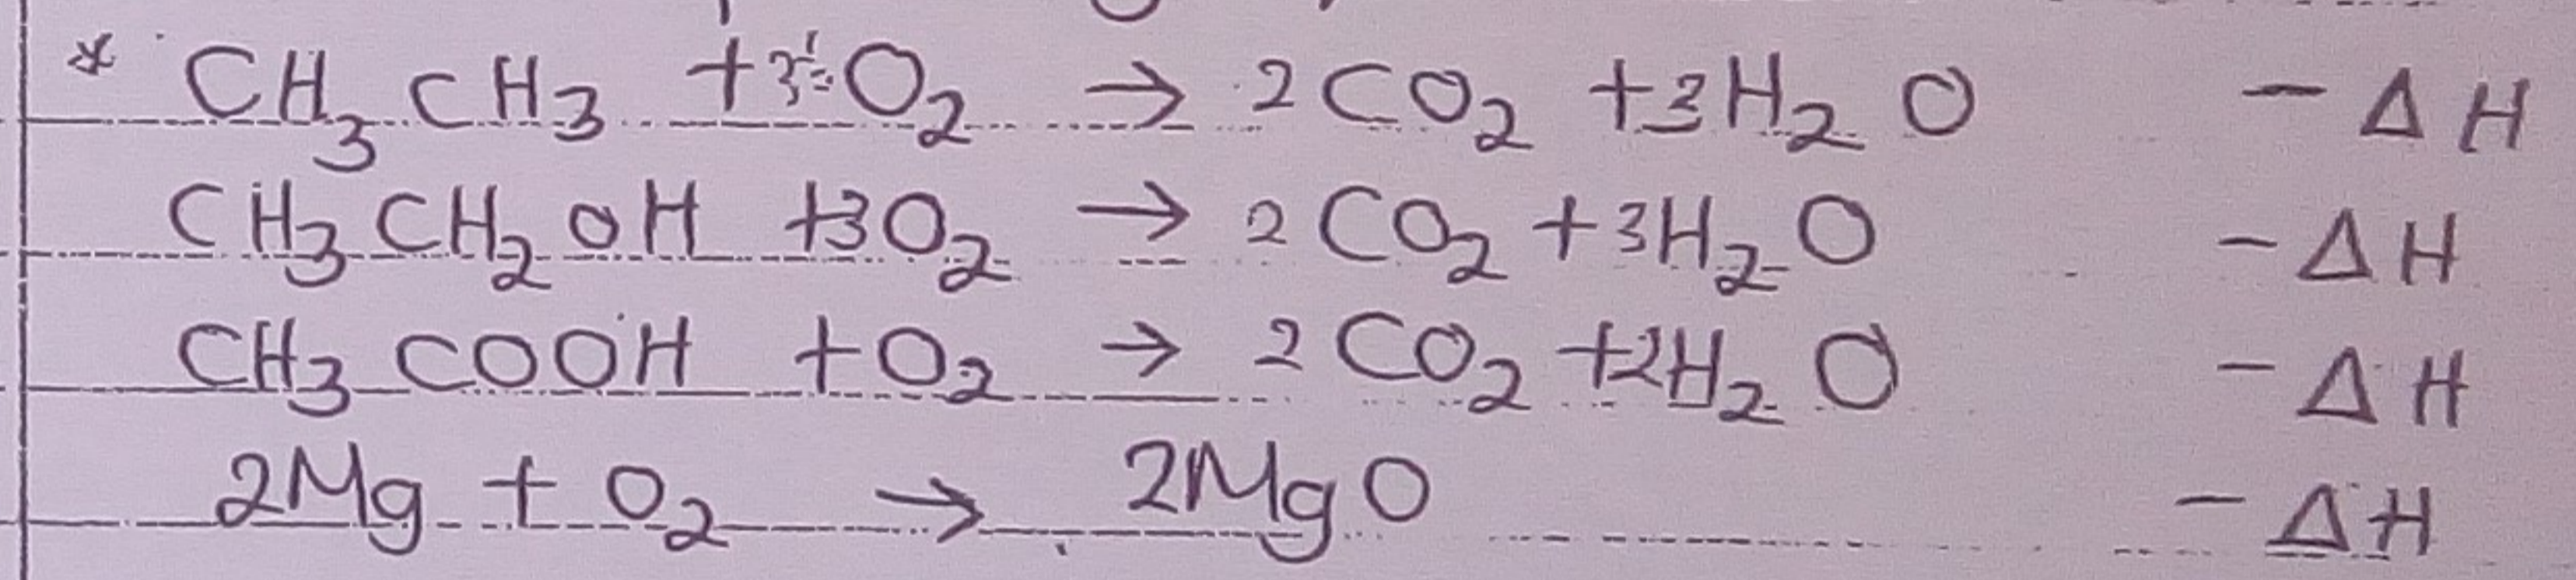 * CH₃CH₃ + 3½O₂ → 2CO₂ + 3H₂O -ΔH
CH₃CH₂OH + 3O₂ → 2CO₂ + 3H₂O -ΔH
CH₃COOH + O₂ → 2CO₂ + 2H₂O -ΔH
2Mg + O₂ → 2MgO -ΔH